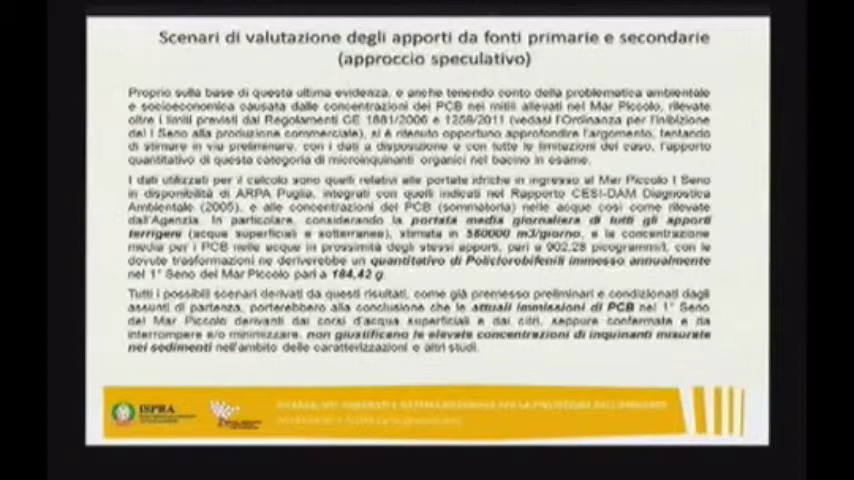 Scenari di valutazione degli apporti da fonti primarie e secondarie
(approccio speculativo)
Proprio sulla base di questa ultima evidenza, e anche tenendo conto della problematica ambientale
e socioeconomica causata dalle concentrazioni dei PCB nei mitili allevati nel Mar Piccolo, rilevate
oltre i limiti previsti dai Regolamenti CE 1881/2006 e 1259/2011 (vedasi l'Ordinanza per l'inibizione
del I Seno alla produzione commerciale), si è ritenuto opportuno approfondire l'argomento, tentando
di stimare in via preliminare, con i dati a disposizione e con tutte le limitazioni del caso, l'apporto
quantitativo di questa categoria di microinquinanti organici nel bacino in esame.
I dati utilizzati per il calcolo sono quelli relativi alle portate idriche in ingresso al Mar Piccolo I Seno
in disponibilità di ARPA Puglia, integrati con quelli indicati nel Rapporto CESI-DAM Diagnostica
Ambientale (2005), e alle concentrazioni dei PCB (sommatoria) nelle acque così come rilevate
dall'Agenzia. In particolare, considerando la portata media giornaliera di tutti gli apporti
terrigeni (acque superficiali e sotterranee), stimata in 560000 m3/giorno, e la concentrazione
media per i PCB nelle acque in prossimità degli stessi apporti, pari a 902,28 picogrammi/l, con le
dovute trasformazioni ne deriverebbe un quantitativo di Policlorobifenili immesso annualmente
nel 1° Seno del Mar Piccolo pari a 184,42 g.
Tutti i possibili scenari derivati da questi risultati, come già premesso preliminari e condizionati dagli
assunti di partenza, porterebbero alla conclusione che le attuali immissioni di PCB nel 1° Seno
del Mar Piccolo derivanti dai corsi d'acqua superficiali e dai citri, seppure confermate e da
interrompere e/o minimizzare, non giustificano le elevate concentrazioni di inquinanti misurate
nei sedimenti nell'ambito delle caratterizzazioni e altri studi.
ISPRA